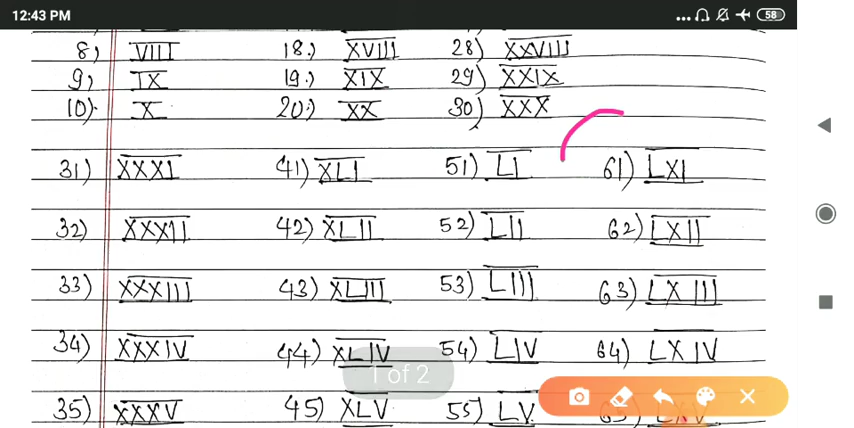 12:43 PM ... 58
8) VIII 18.) XVIII 28) XXVIII
9) IX 19.) XIX 29) XXIX
10). X 20.) XX 30) XXX
31) XXXI 41) XLI 51) LI 61) LXI
32) XXXII 42) XLII 52) LII 62) LXII
33) XXXIII 43) XLIII 53) LIII 63) LXIII
34) XXXIV 44) XLIV 54) LIV 64) LXIV
1 of 2
35) XXXV 45) XLV 55) LV 65) LXV